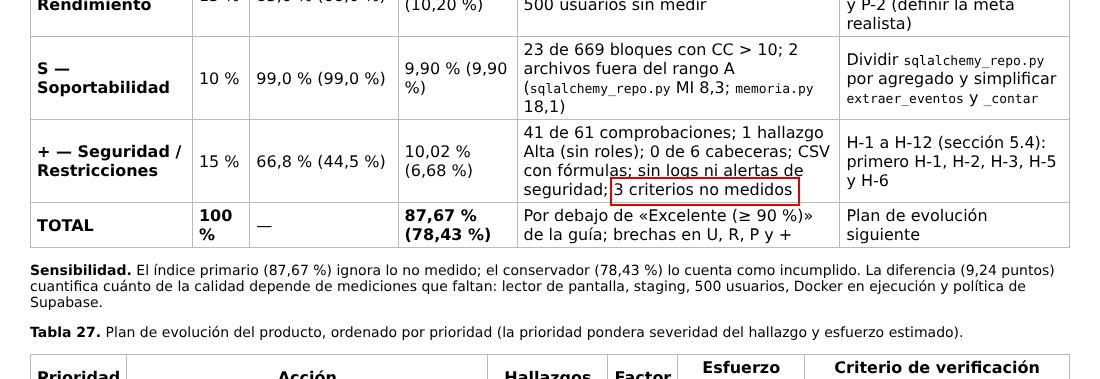 Rendimiento
(10,20 %)
500 usuarios sin medir
y P-2 (definir la meta
realista)
S —
Soportabilidad
10 %
99,0 % (99,0 %)
9,90 % (9,90
%)
23 de 669 bloques con CC > 10; 2
archivos fuera del rango A
(sqlalchemy_repo.py MI 8,3; memoria.py
18,1)
Dividir sqlalchemy_repo.py
por agregado y simplificar
extraer_eventos y _contar
+ — Seguridad /
Restricciones
15 %
66,8 % (44,5 %)
10,02 %
(6,68 %)
41 de 61 comprobaciones; 1 hallazgo
Alta (sin roles); 0 de 6 cabeceras; CSV
con fórmulas; sin logs ni alertas de
seguridad; 3 criterios no medidos
H-1 a H-12 (sección 5.4):
primero H-1, H-2, H-3, H-5
y H-6
TOTAL
100
%
—
87,67 %
(78,43 %)
Por debajo de «Excelente (≥ 90 %)»
de la guía; brechas en U, R, P y +
Plan de evolución
siguiente
Sensibilidad. El índice primario (87,67 %) ignora lo no medido; el conservador (78,43 %) lo cuenta como incumplido. La diferencia (9,24 puntos)
cuantifica cuánto de la calidad depende de mediciones que faltan: lector de pantalla, staging, 500 usuarios, Docker en ejecución y política de
Supabase.
Tabla 27. Plan de evolución del producto, ordenado por prioridad (la prioridad pondera severidad del hallazgo y esfuerzo estimado).
Prioridad
Acción
Hallazgos
Factor
Esfuerzo
Criterio de verificación